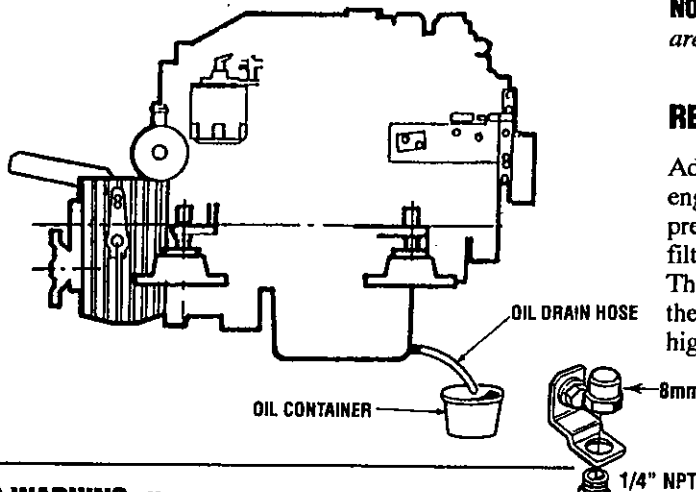 NO
are
RE
Ad
eng
pre
filt
Th
the
hig
OIL DRAIN HOSE
OIL CONTAINER
8mm
1/4" NPT
WARNING